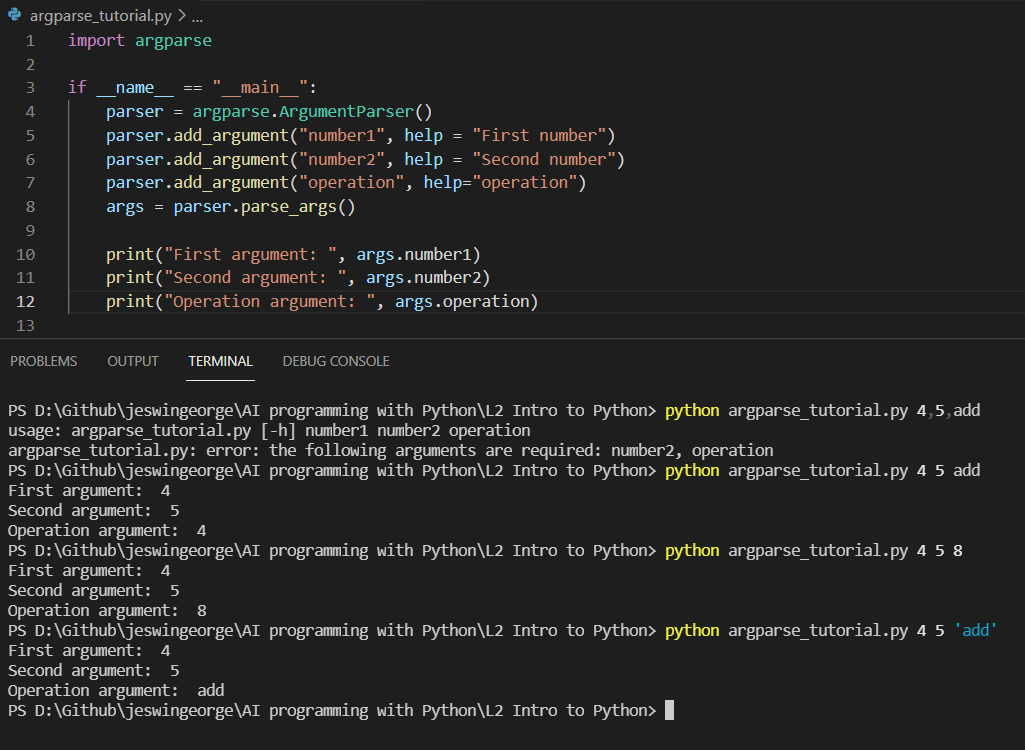 argparse_tutorial.py > ...
1 import argparse
2
3 if __name__ == "__main__":
4 parser = argparse.ArgumentParser()
5 parser.add_argument("number1", help = "First number")
6 parser.add_argument("number2", help = "Second number")
7 parser.add_argument("operation", help="operation")
8 args = parser.parse_args()
9
10 print("First argument: ", args.number1)
11 print("Second argument: ", args.number2)
12 print("Operation argument: ", args.operation)
13
PROBLEMS OUTPUT TERMINAL DEBUG CONSOLE
PS D:\Github\jeswingeorge\AI programming with Python\L2 Intro to Python> python argparse_tutorial.py 4,5,add
usage: argparse_tutorial.py [-h] number1 number2 operation
argparse_tutorial.py: error: the following arguments are required: number2, operation
PS D:\Github\jeswingeorge\AI programming with Python\L2 Intro to Python> python argparse_tutorial.py 4 5 add
First argument:  4
Second argument:  5
Operation argument:  4
PS D:\Github\jeswingeorge\AI programming with Python\L2 Intro to Python> python argparse_tutorial.py 4 5 8
First argument:  4
Second argument:  5
Operation argument:  8
PS D:\Github\jeswingeorge\AI programming with Python\L2 Intro to Python> python argparse_tutorial.py 4 5 'add'
First argument:  4
Second argument:  5
Operation argument:  add
PS D:\Github\jeswingeorge\AI programming with Python\L2 Intro to Python>